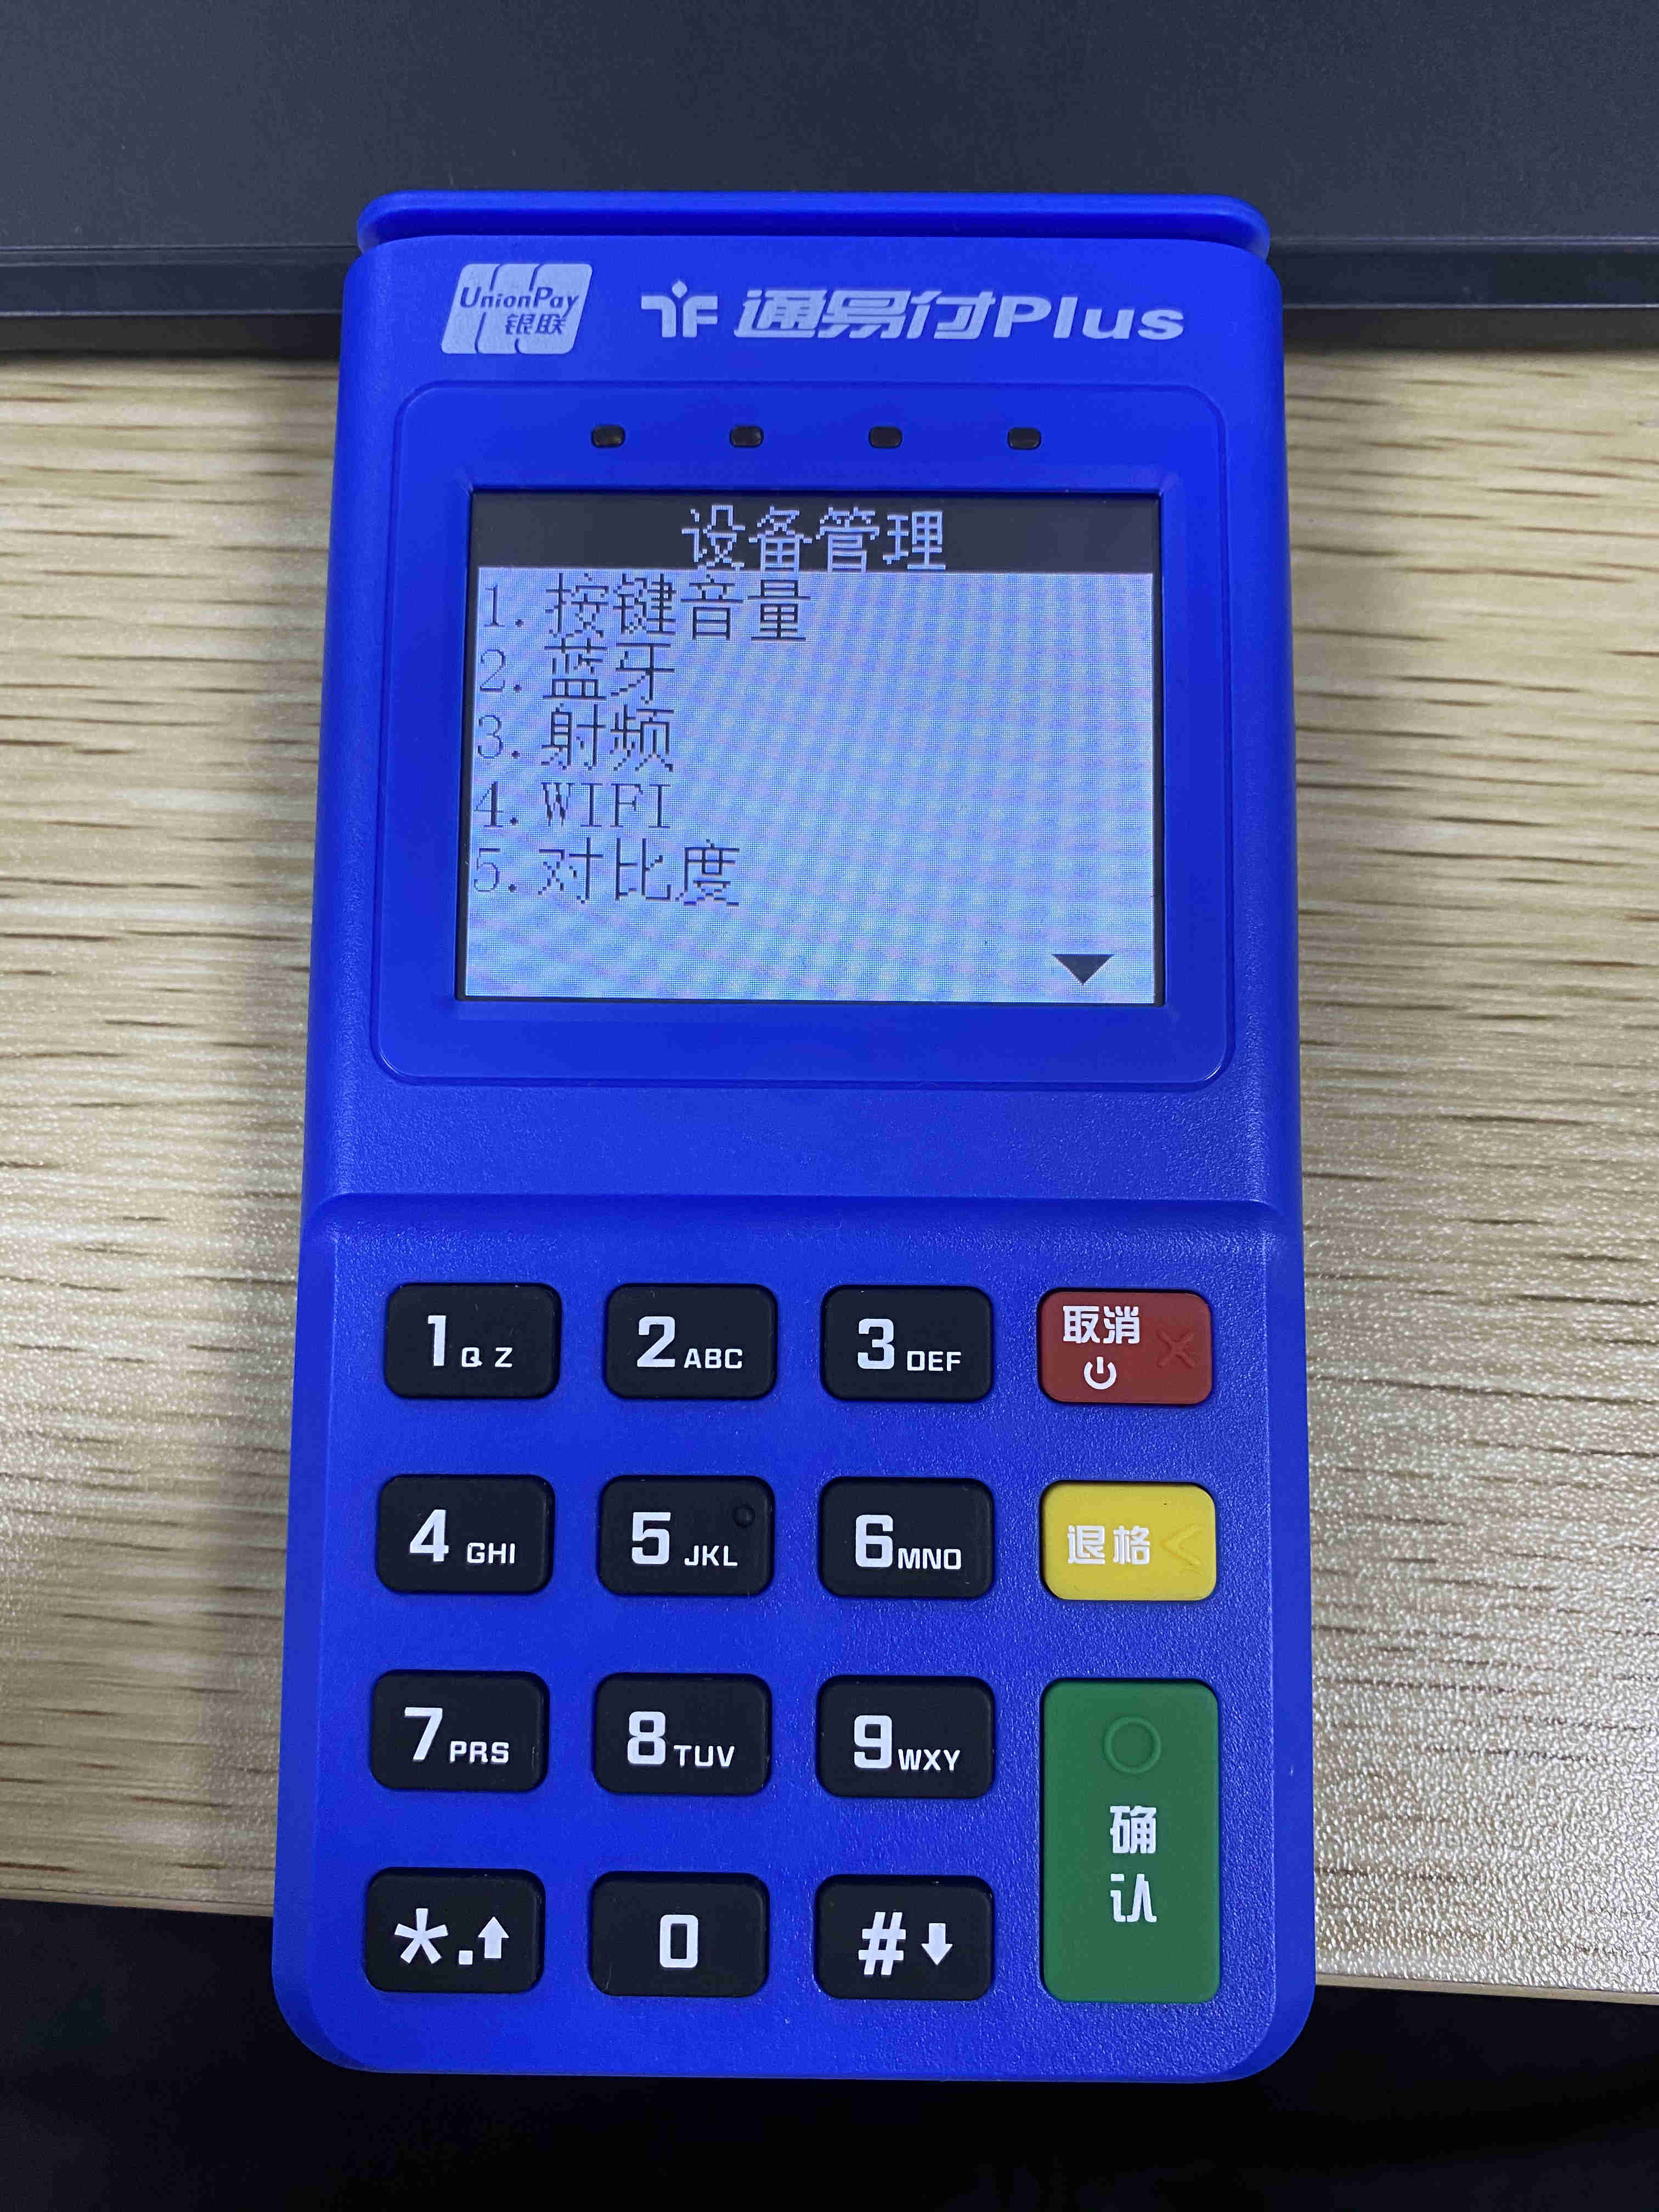 UnionPay
银联
通易付Plus
设备管理
1.按键音量
2.蓝牙
3.射频
4.WIFI
5.对比度
1 Q Z
2 ABC
3 DEF
取消
4 GHI
5 JKL
6 MNO
退格
7 PRS
8 TUV
9 WXY
确认
*.
0
#